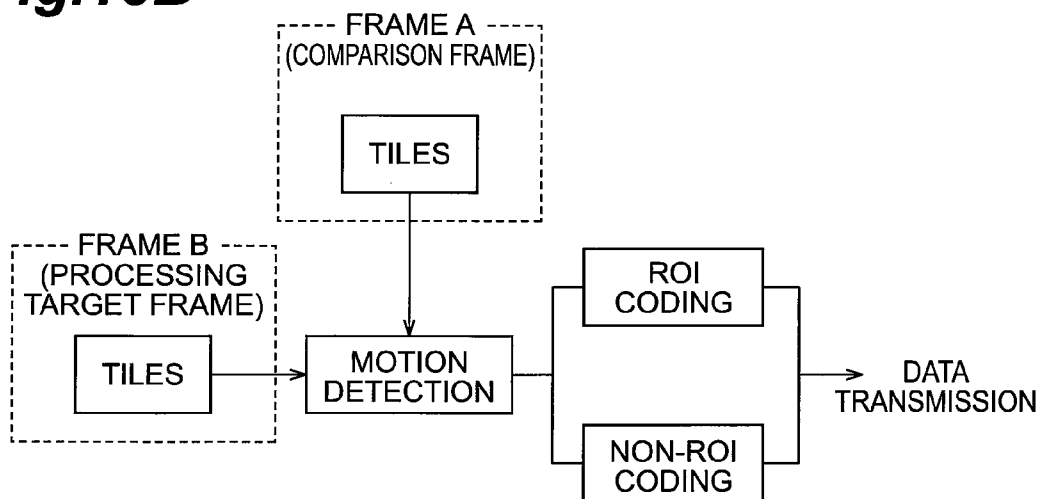 FRAME A
(COMPARISON FRAME)
TILES
FRAME B
(PROCESSING
TARGET FRAME)
TILES
MOTION
DETECTION
ROI
CODING
NON-ROI
CODING
DATA
TRANSMISSION